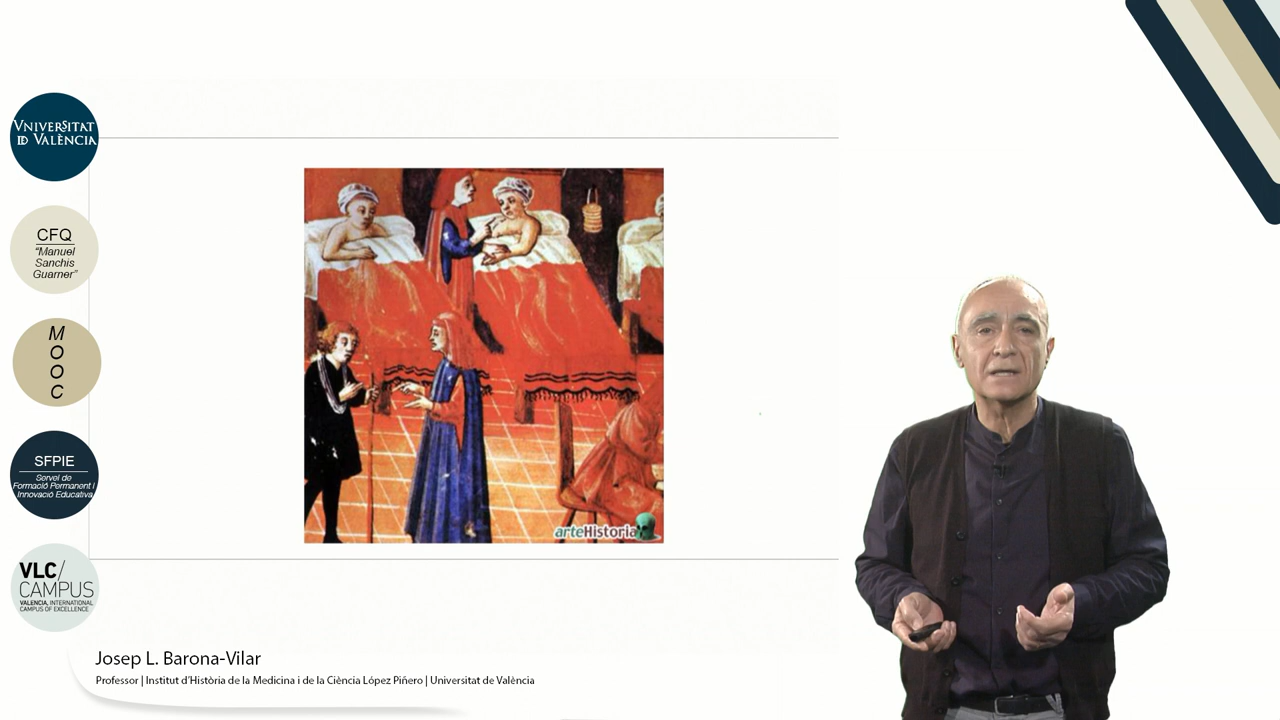 VNIVERSITAT
ID VALÈNCIA
CFQ
"Manuel
Sanchis
Guarner"
M
O
O
C
SFPIE
Servei de
Formació Permanent i
Innovació Educativa
VLC/
CAMPUS
VALENCIA, INTERNATIONAL
CAMPUS OF EXCELLENCE
arteHistoria
Josep L. Barona-Vilar
Professor | Institut d'Història de la Medicina i de la Ciència López Piñero | Universitat de València